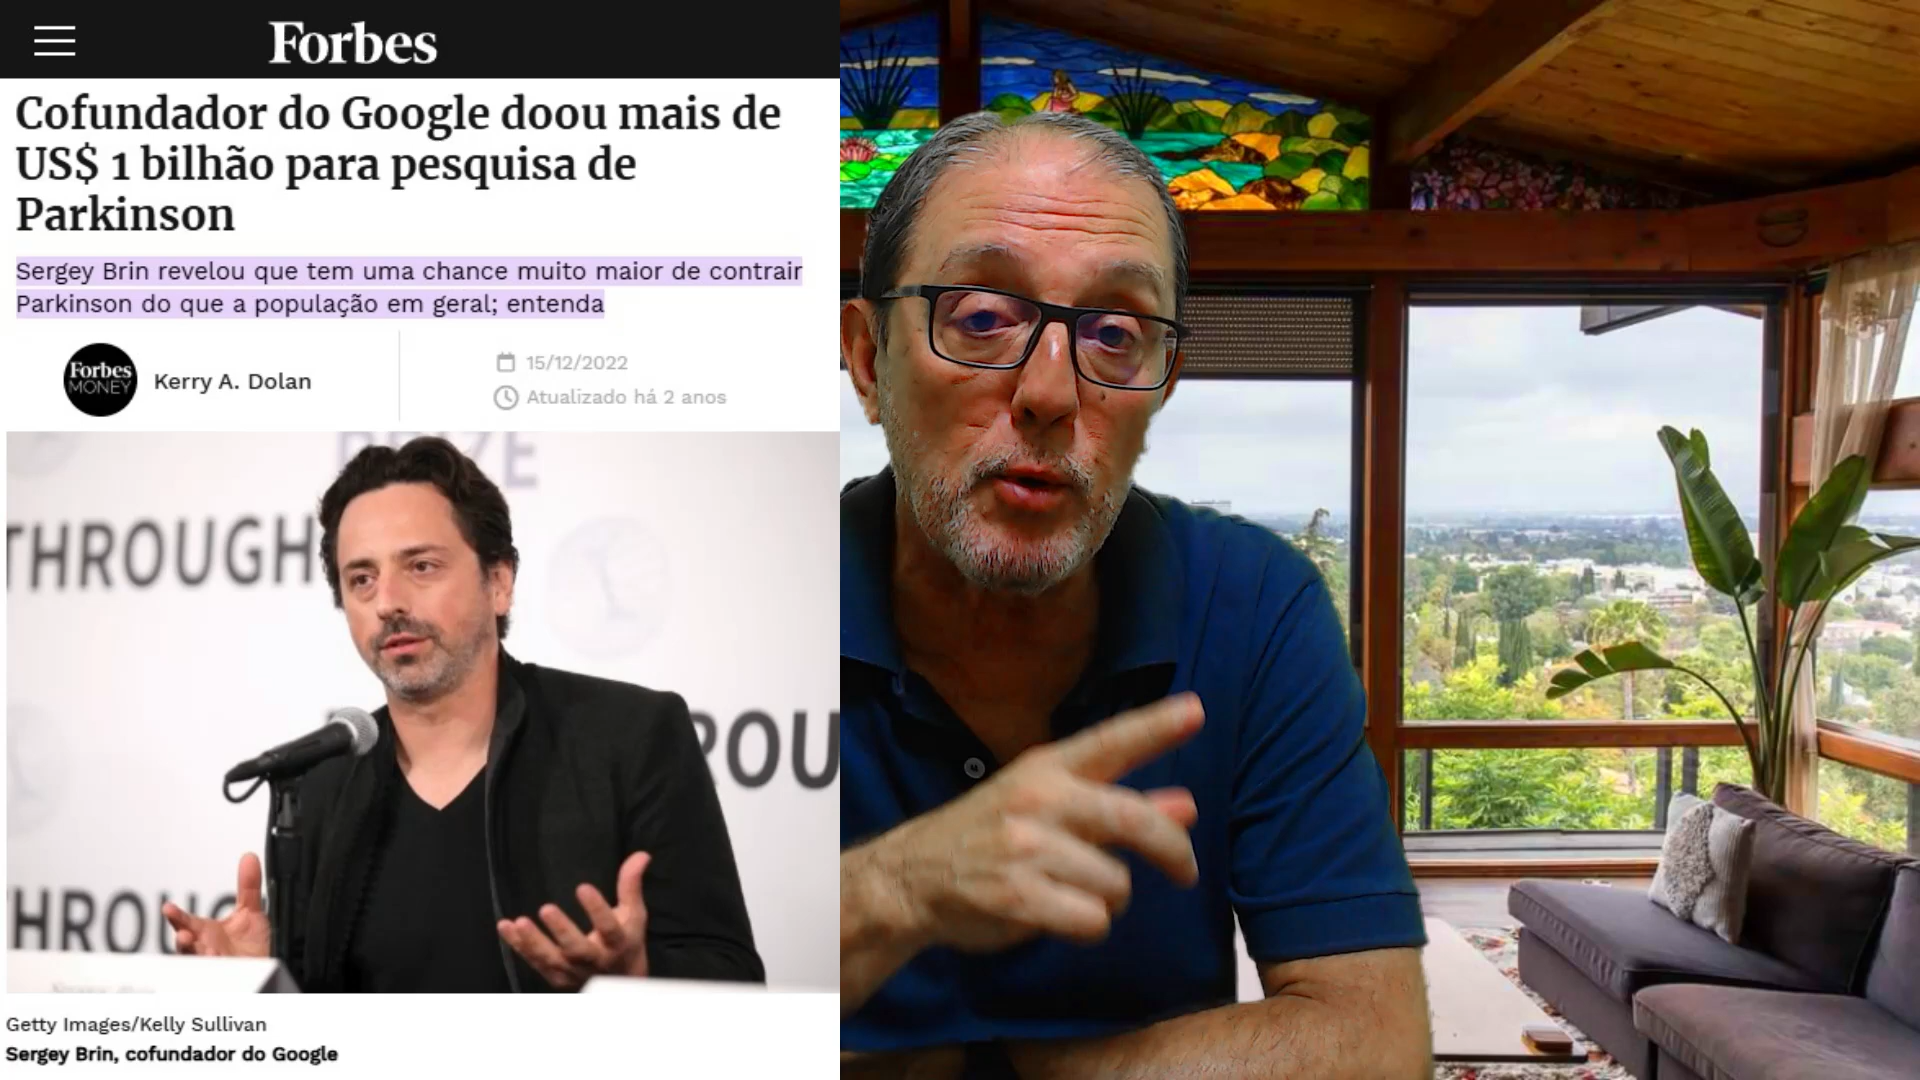 Forbes
Cofundador do Google doou mais de
US$ 1 bilhão para pesquisa de
Parkinson
Sergey Brin revelou que tem uma chance muito maior de contrair
Parkinson do que a população em geral; entenda
Forbes
MONEY
Kerry A. Dolan
15/12/2022
Atualizado há 2 anos
THROUGH
ROU
HROU
Getty Images/Kelly Sullivan
Sergey Brin, cofundador do Google